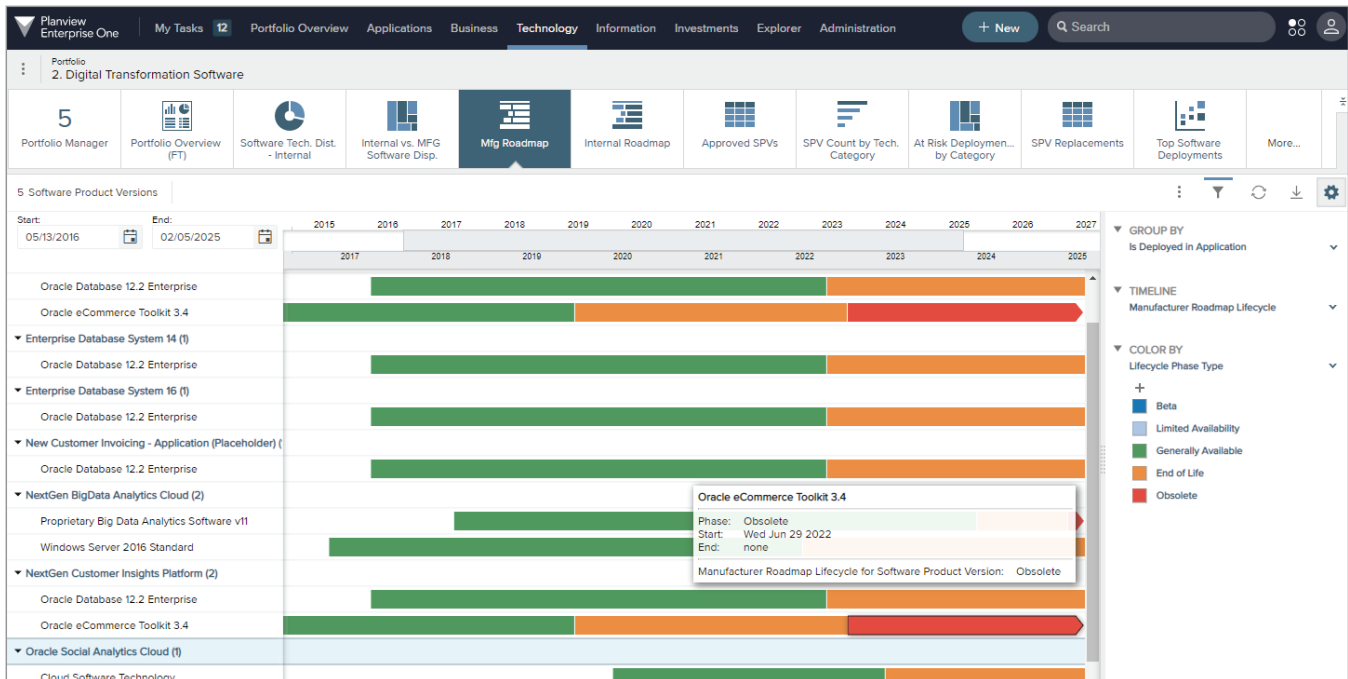 Planview
Enterprise One
My Tasks 12 Portfolio Overview Applications Business Technology Information Investments Explorer Administration + New Search
Portfolio
2. Digital Transformation Software
5
Portfolio Manager
Portfolio Overview
(FT)
Software Tech. Dist.
- Internal
Internal vs. MFG
Software Disp.
Mfg Roadmap
Internal Roadmap
Approved SPVs
SPV Count by Tech.
Category
At Risk Deploymen...
by Category
SPV Replacements
Top Software
Deployments
More...
5 Software Product Versions
Start: End:
05/13/2016 02/05/2025
2015 2016 2017 2018 2019 2020 2021 2022 2023 2024 2025 2026 2027
2017 2018 2019 2020 2021 2022 2023 2024 2025
Oracle Database 12.2 Enterprise
Oracle eCommerce Toolkit 3.4
Enterprise Database System 14 (1)
Oracle Database 12.2 Enterprise
Enterprise Database System 16 (1)
Oracle Database 12.2 Enterprise
New Customer Invoicing - Application (Placeholder) (
Oracle Database 12.2 Enterprise
NextGen BigData Analytics Cloud (2)
Proprietary Big Data Analytics Software v11
Windows Server 2016 Standard
NextGen Customer Insights Platform (2)
Oracle Database 12.2 Enterprise
Oracle eCommerce Toolkit 3.4
Oracle Social Analytics Cloud (1)
Cloud Software Technology
Oracle eCommerce Toolkit 3.4
Phase: Obsolete
Start: Wed Jun 29 2022
End: none
Manufacturer Roadmap Lifecycle for Software Product Version: Obsolete
GROUP BY
Is Deployed in Application
TIMELINE
Manufacturer Roadmap Lifecycle
COLOR BY
Lifecycle Phase Type
+
Beta
Limited Availability
Generally Available
End of Life
Obsolete